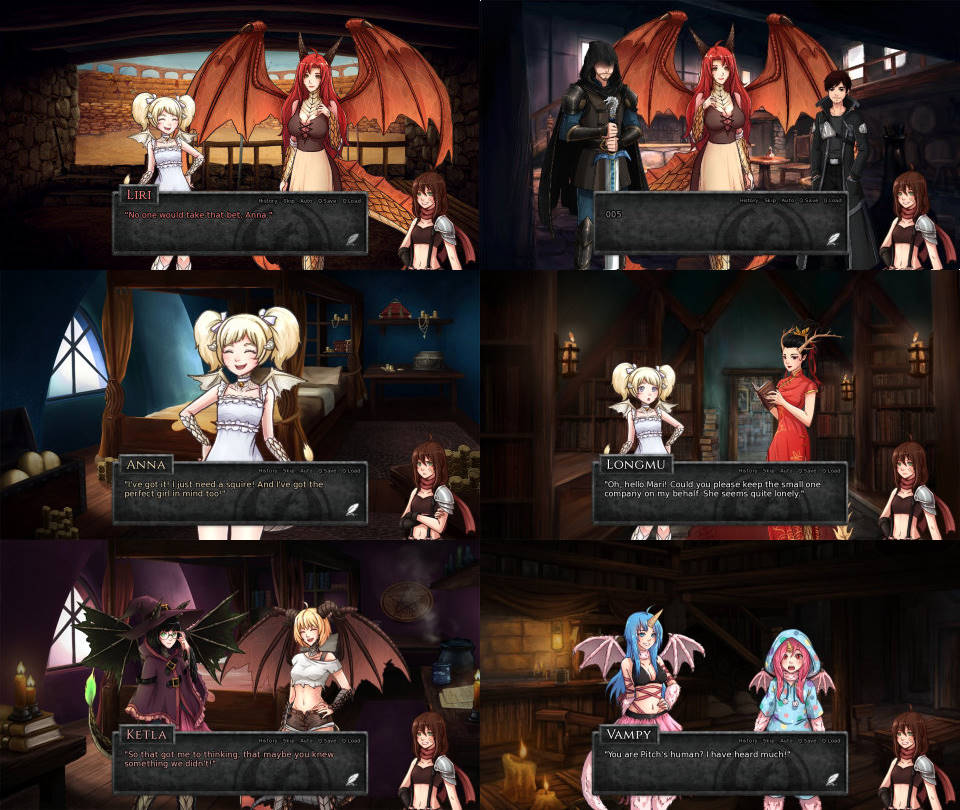 LIRI
History Skip Auto Q.Save Q.Load
"No one would take that bet, Anna."
History Skip Auto Q.Save Q.Load
005
ANNA
History Skip Auto Q.Save Q.Load
"I've got it! I just need a squire! And I've got the
perfect girl in mind too!"
LONGMU
History Skip Auto Q.Save Q.Load
"Oh, hello Mari! Could you please keep the small one
company on my behalf. She seems quite lonely."
KETLA
History Skip Auto Q.Save Q.Load
"So that got me to thinking, that maybe you knew
something we didn't!"
VAMPY
History Skip Auto Q.Save Q.Load
"You are Pitch's human? I have heard much!"